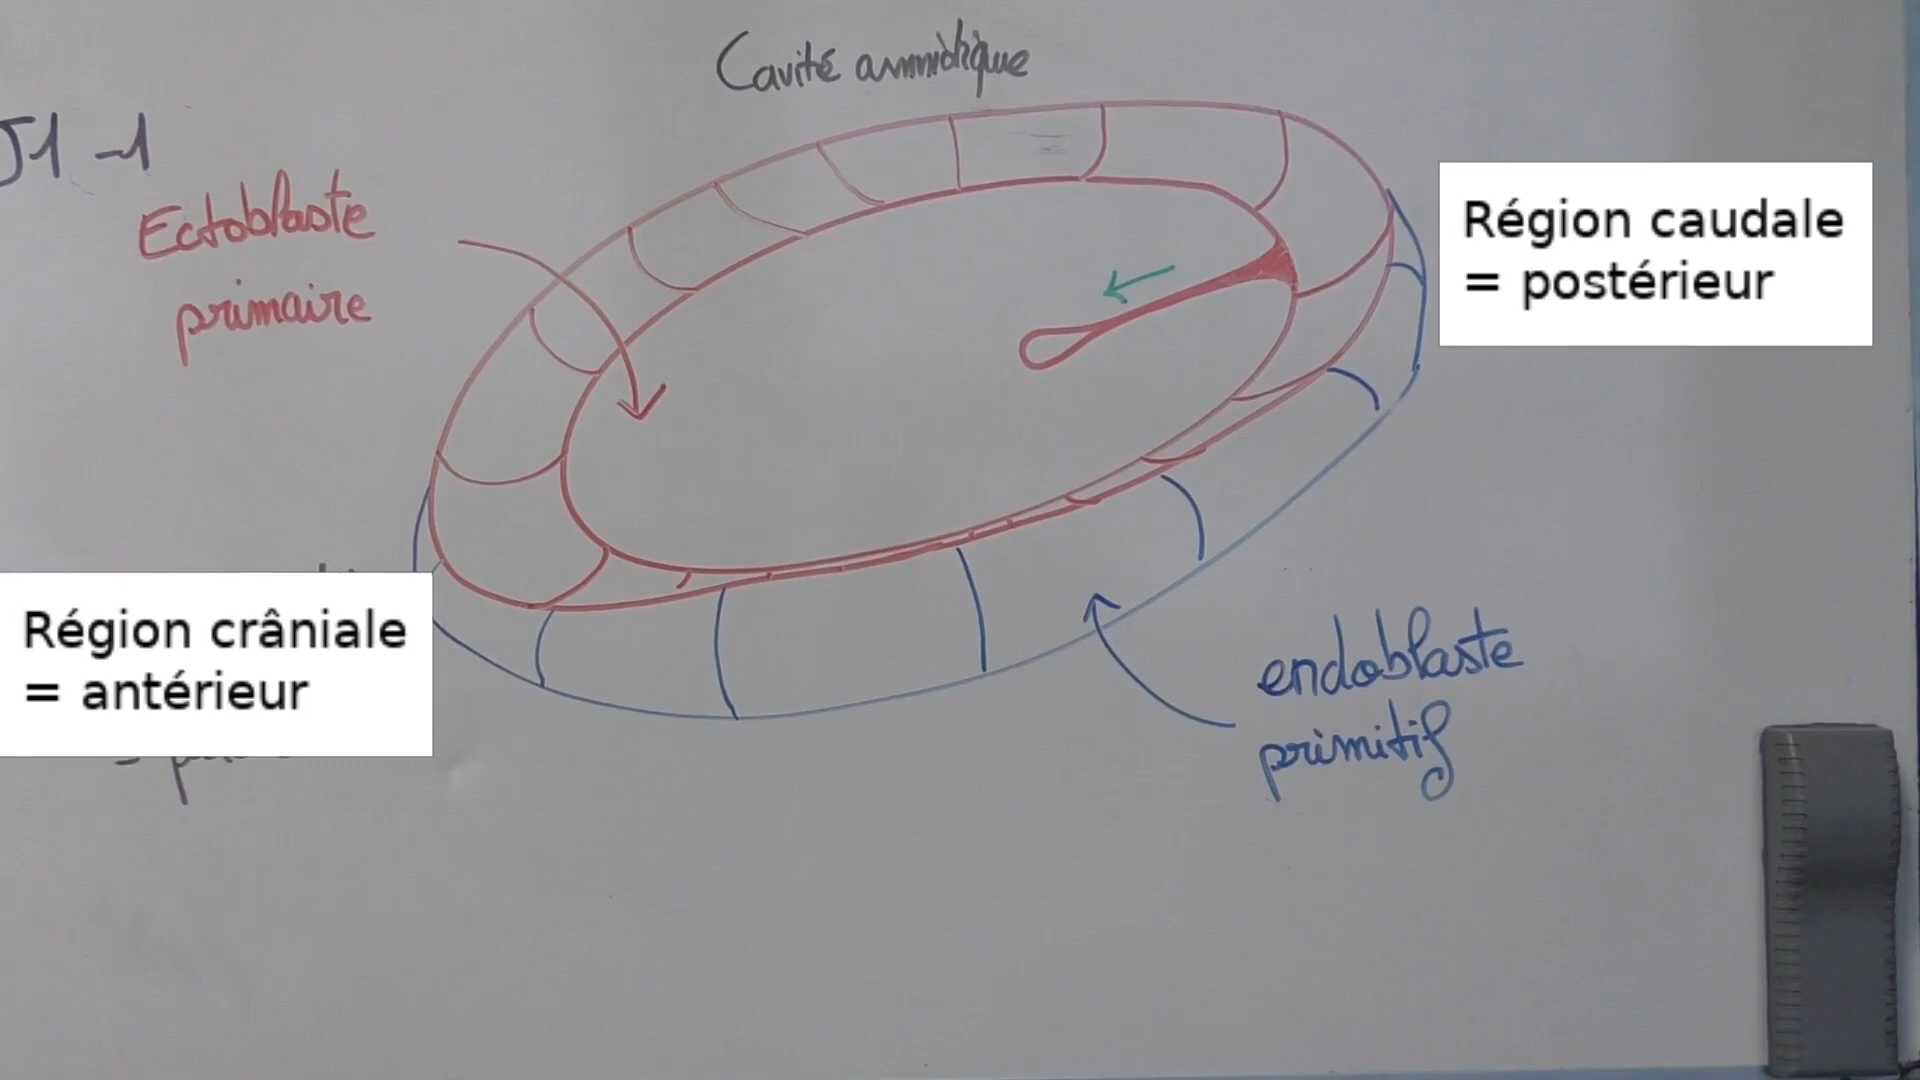 Cavité amniotique
J1 -1
Ectoblaste
primaire
Région caudale
= postérieur
Région crâniale
= antérieur
endoblaste
primitif